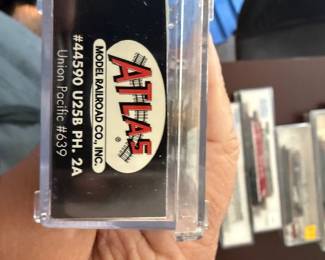 ATLAS
®
MODEL RAILROAD CO., INC.
#44590 U25B PH. 2A
Union Pacific #639